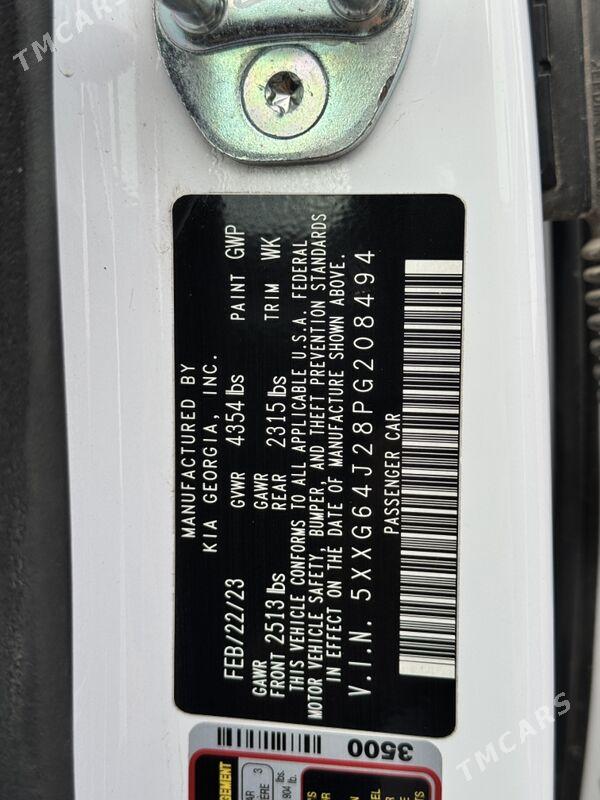 MANUFACTURED BY
KIA GEORGIA, INC.
FEB/22/23 GVWR 4354 lbs PAINT GWP
GAWR FRONT 2513 lbs GAWR REAR 2315 lbs TRIM WK
THIS VEHICLE CONFORMS TO ALL APPLICABLE U.S.A. FEDERAL
MOTOR VEHICLE SAFETY, BUMPER, AND THEFT PREVENTION STANDARDS
IN EFFECT ON THE DATE OF MANUFACTURE SHOWN ABOVE.
V.I.N. 5XXG64J28PG208494
PASSENGER CAR
3500
TMCARS
TMCARS